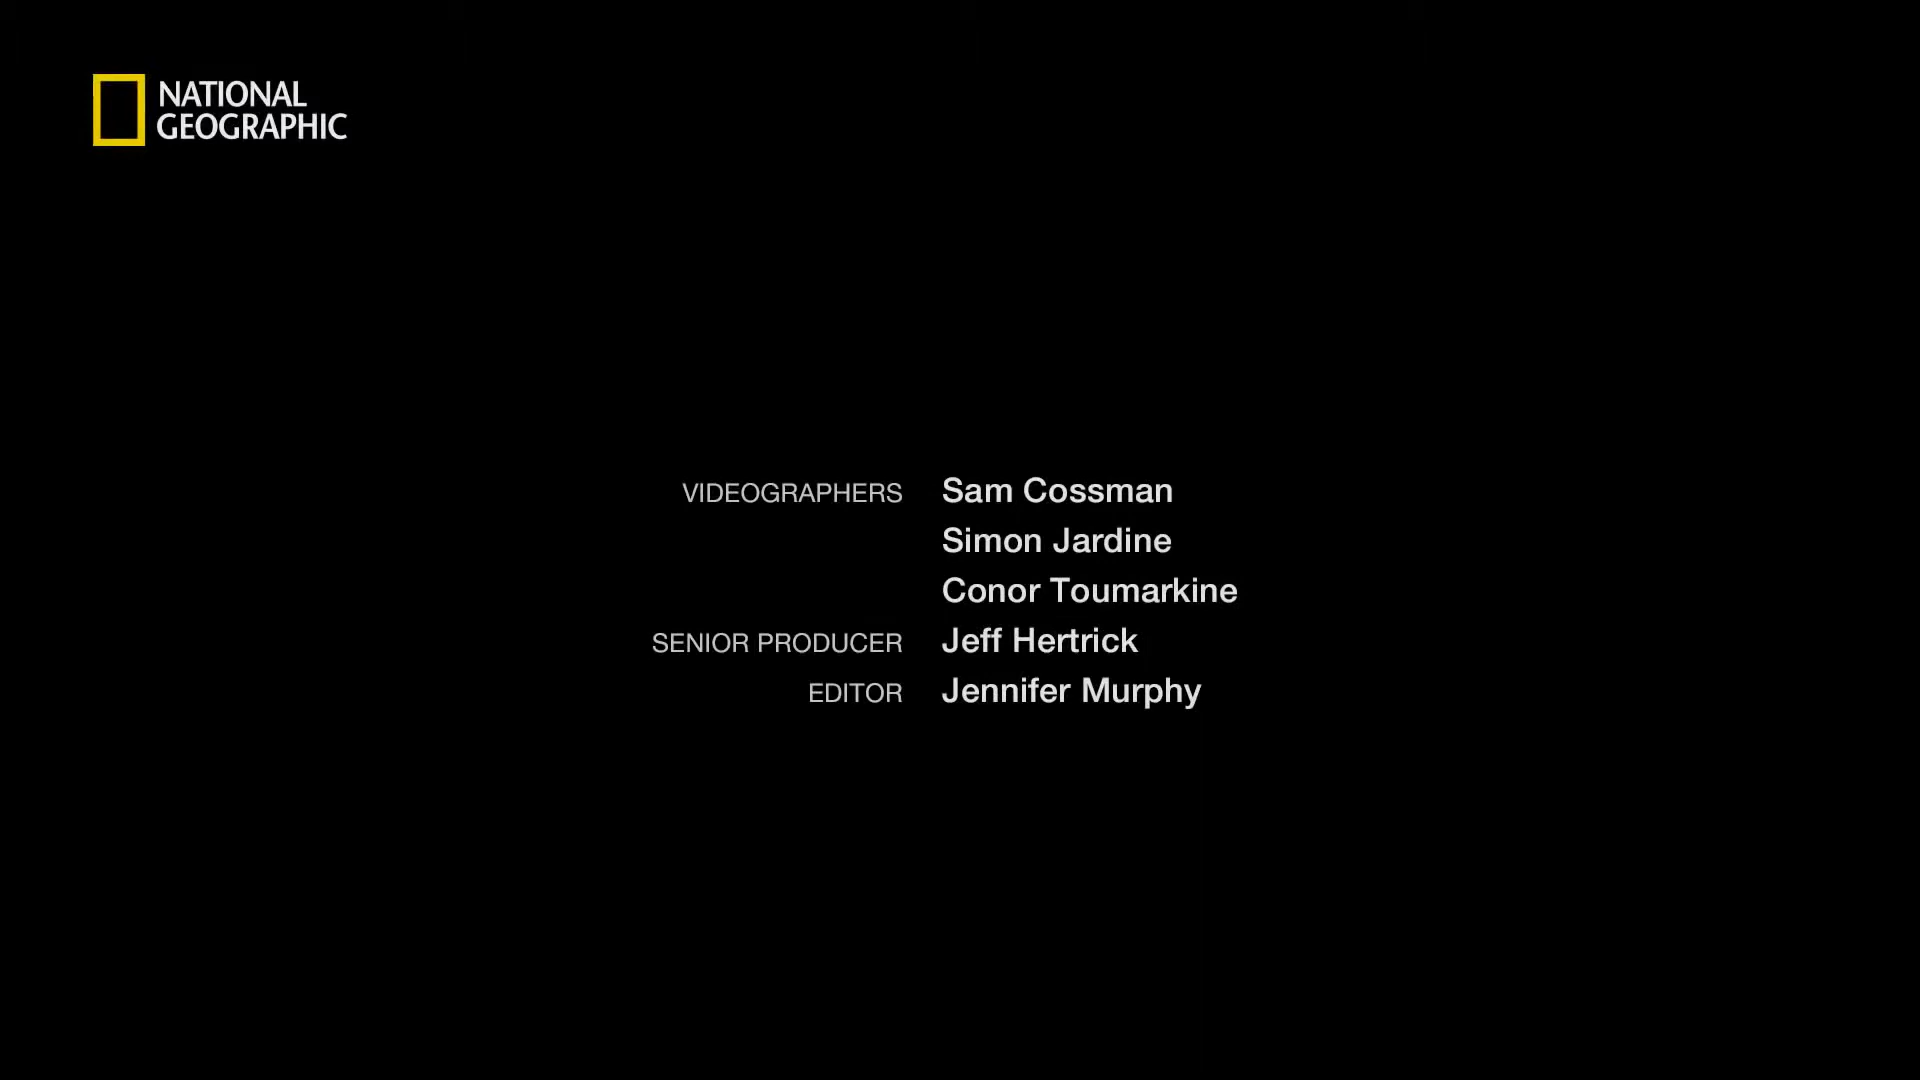 NATIONAL
GEOGRAPHIC
VIDEOGRAPHERS Sam Cossman
Simon Jardine
Conor Toumarkine
SENIOR PRODUCER Jeff Hertrick
EDITOR Jennifer Murphy